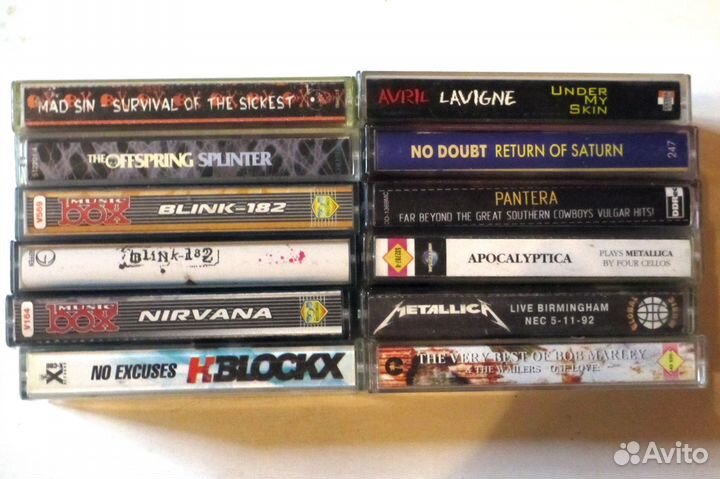 MAD SIN SURVIVAL OF THE SICKEST
THE OFFSPRING SPLINTER
V569 MUSIC box BLINK-182
blink-182
V164 MUSIC box NIRVANA
X NO EXCUSES H-BLOCKX
AVRIL LAVIGNE UNDER
MY
SKIN
NO DOUBT RETURN OF SATURN 247
PANTERA
FAR BEYOND THE GREAT SOUTHERN COWBOYS VULGAR HITS!
DDR
APOCALYPTICA PLAYS METALLICA
BY FOUR CELLOS
METALLICA LIVE BIRMINGHAM
NEC 5-11-92
THE VERY BEST OF BOB MARLEY
& THE WAILERS ONE LOVE
Avito